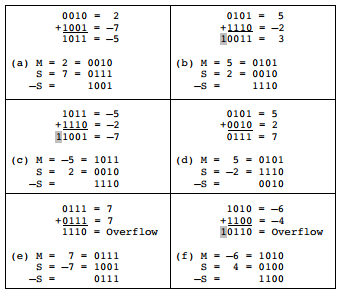 0010 = 2
+1001 = −7
1011 = −5
(a) M = 2 = 0010
S = 7 = 0111
−S = 1001
0101 = 5
+1110 = −2
10011 = 3
(b) M = 5 = 0101
S = 2 = 0010
−S = 1110
1011 = −5
+1110 = −2
11001 = −7
(c) M = −5 = 1011
S = 2 = 0010
−S = 1110
0101 = 5
+0010 = 2
0111 = 7
(d) M = 5 = 0101
S = −2 = 1110
−S = 0010
0111 = 7
+0111 = 7
1110 = Overflow
(e) M = 7 = 0111
S = −7 = 1001
−S = 0111
1010 = −6
+1100 = −4
10110 = Overflow
(f) M = −6 = 1010
S = 4 = 0100
−S = 1100